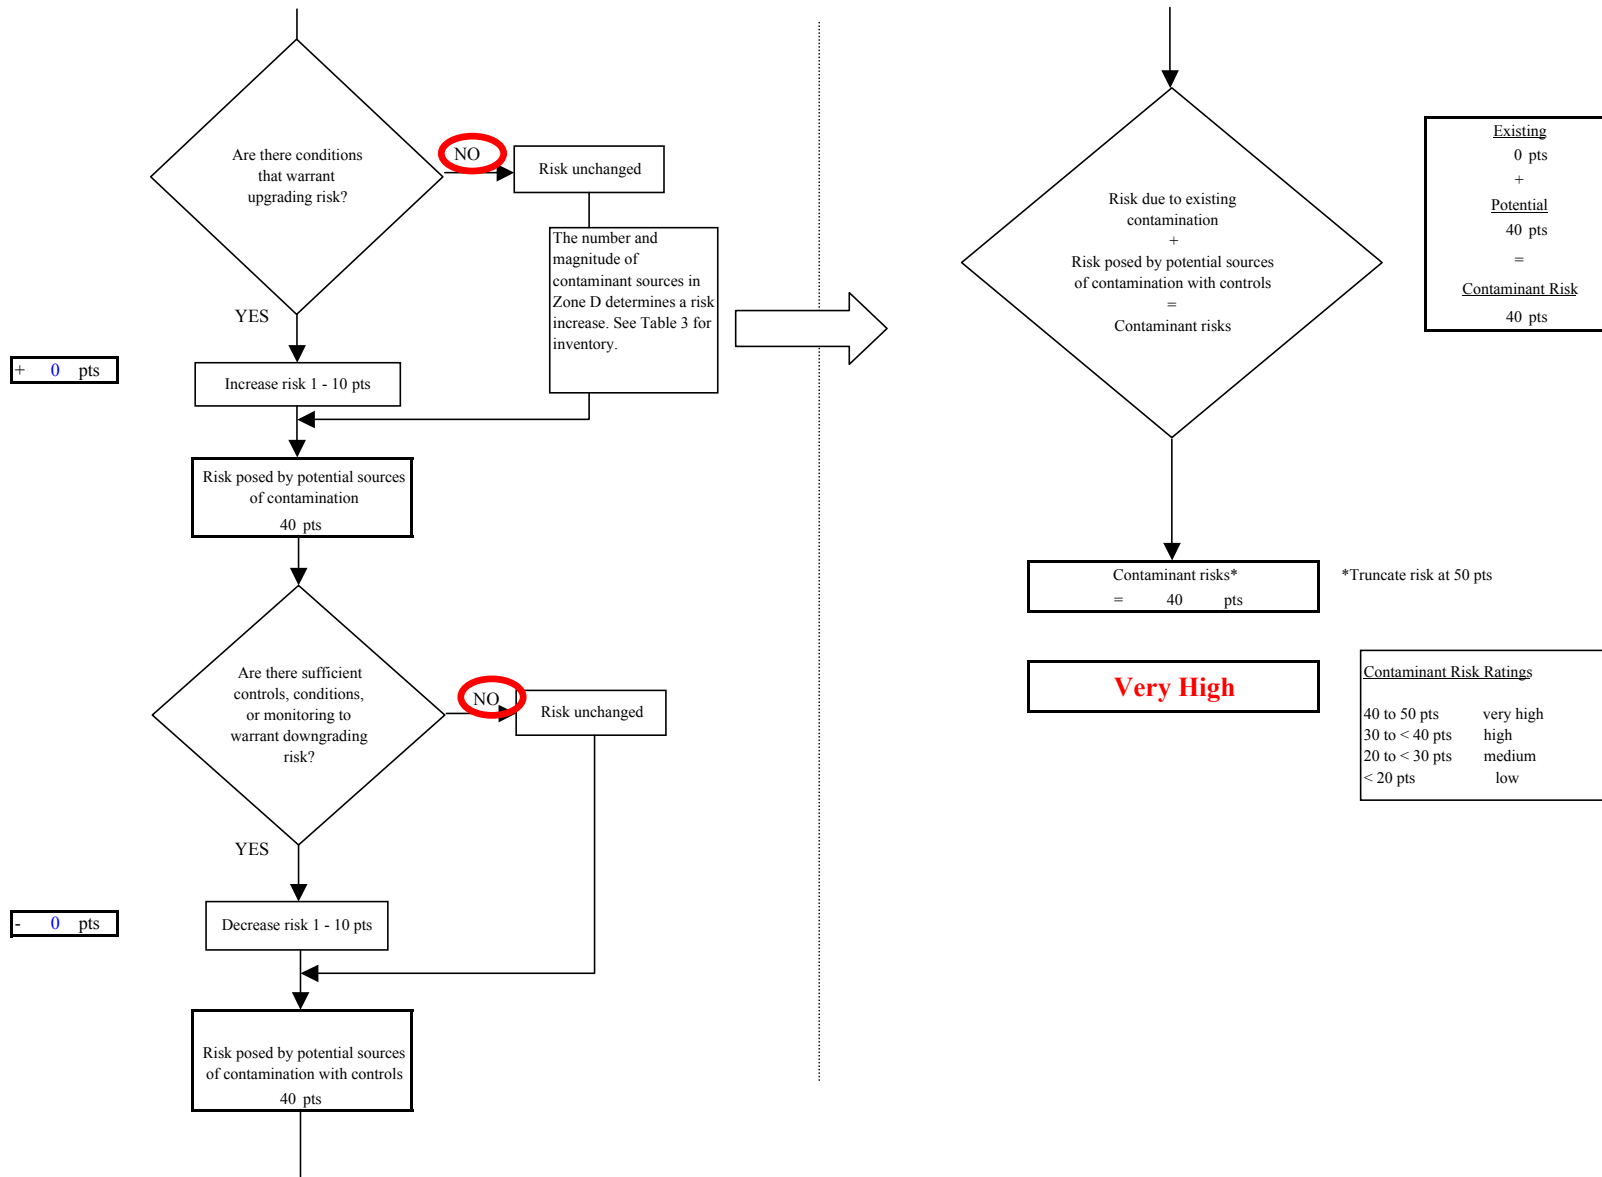 Are there conditions
that warrant
upgrading risk?
NO
Risk unchanged
The number and
magnitude of
contaminant sources in
Zone D determines a risk
increase. See Table 3 for
inventory.
YES
+ 0 pts
Increase risk 1 - 10 pts
Risk posed by potential sources
of contamination
40 pts
Are there sufficient
controls, conditions,
or monitoring to
warrant downgrading
risk?
NO
Risk unchanged
YES
- 0 pts
Decrease risk 1 - 10 pts
Risk posed by potential sources
of contamination with controls
40 pts
Risk due to existing
contamination
+
Risk posed by potential sources
of contamination with controls
=
Contaminant risks
Existing
0 pts
+
Potential
40 pts
=
Contaminant Risk
40 pts
Contaminant risks*
= 40 pts
*Truncate risk at 50 pts
Very High
Contaminant Risk Ratings
40 to 50 pts very high
30 to < 40 pts high
20 to < 30 pts medium
< 20 pts low